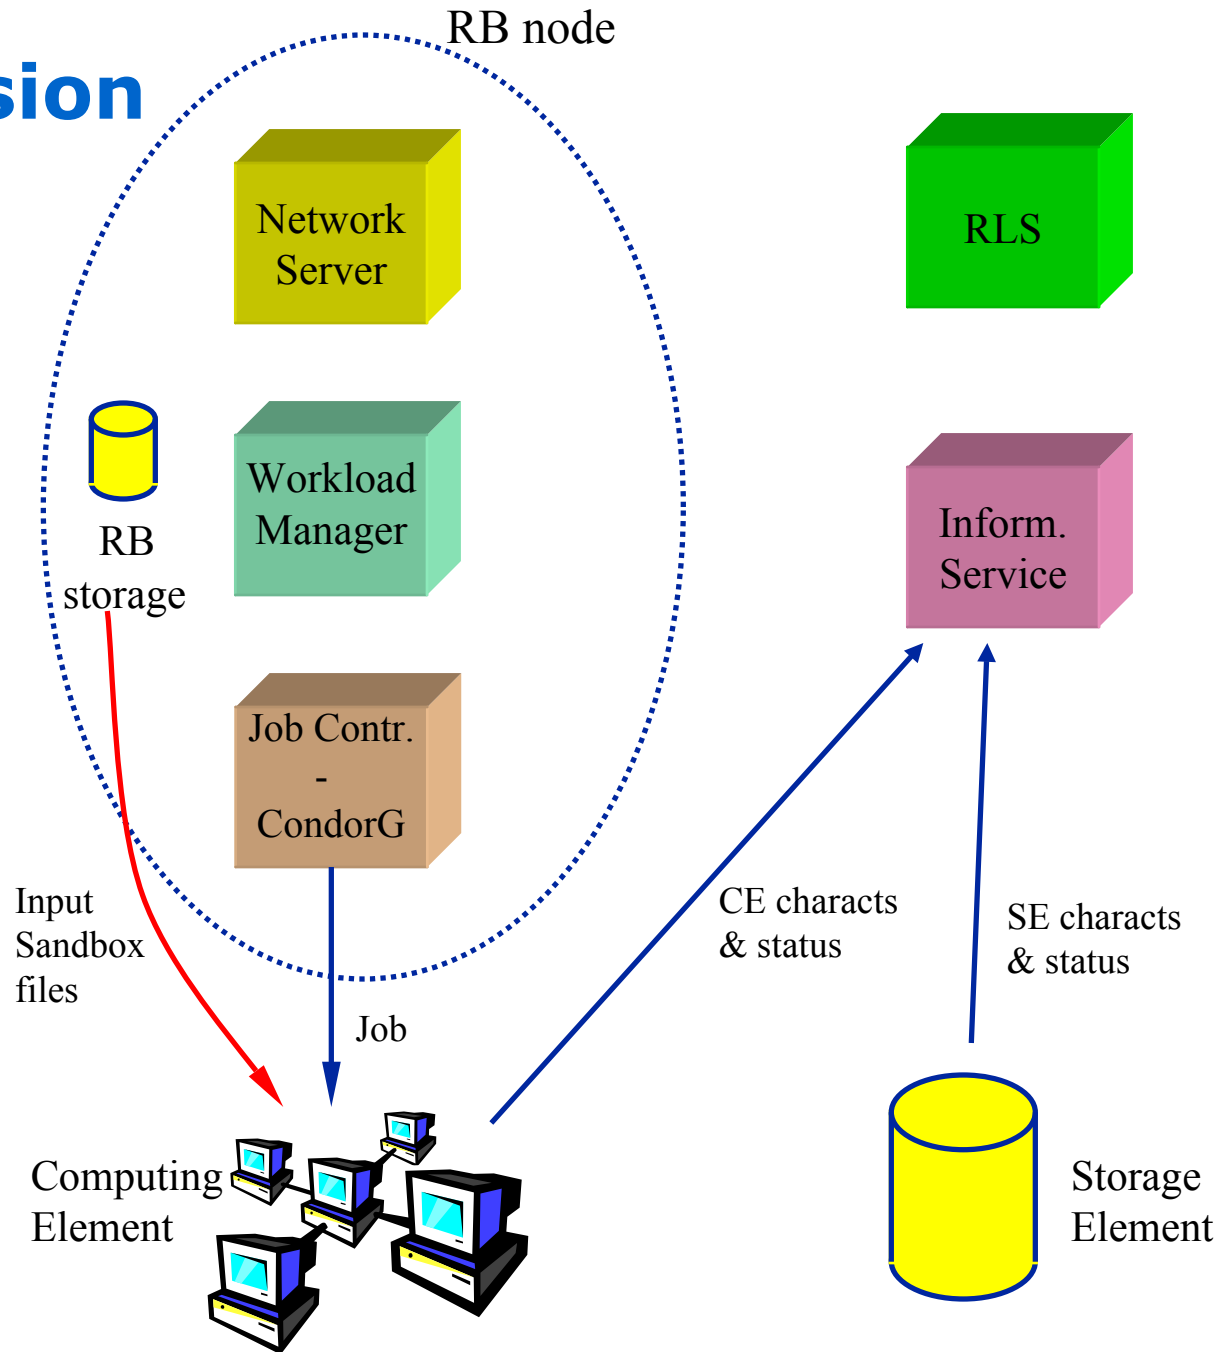 RB node
sion
Network
Server
RLS
Workload
Manager
RB
storage
Inform.
Service
Job Contr.
-
CondorG
Input
Sandbox
files
CE characts
& status
SE characts
& status
Job
Computing
Element
Storage
Element